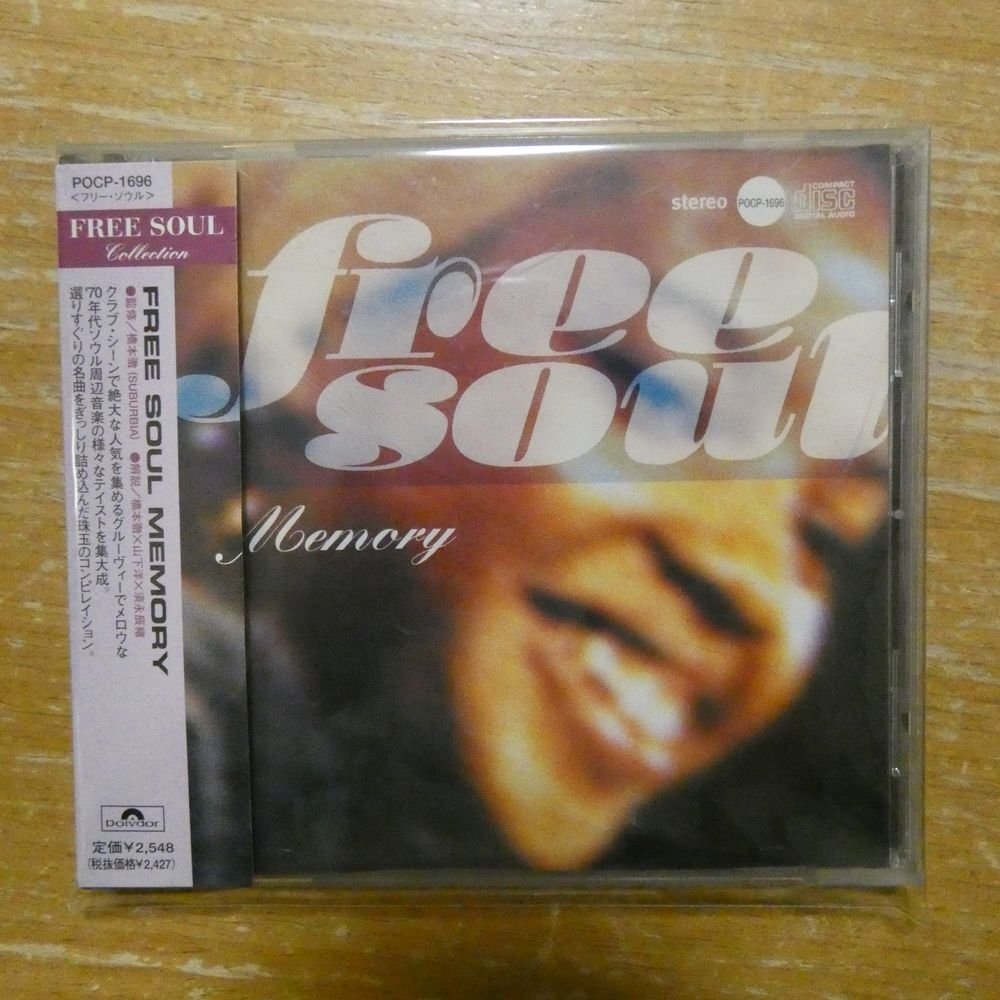 POCP-1696
<フリー・ソウル>
FREE SOUL
Collection
FREE SOUL MEMORY
●監修／橋本徹(SUBURBIA) ●解説／橋本徹×山下洋×須永辰緒
クラブ・シーンで絶大な人気を集めるグルーヴィーでメロウな
'70年代ソウル周辺音楽の様々なテイストを集大成。
選りすぐりの名曲をぎっしり詰め込んだ珠玉のコンピレイション。
Polydor
定価¥2,548
(税抜価格¥2,427)
stereo
POCP-1696
COMPACT
disc
DIGITAL AUDIO
free
soul
Memory